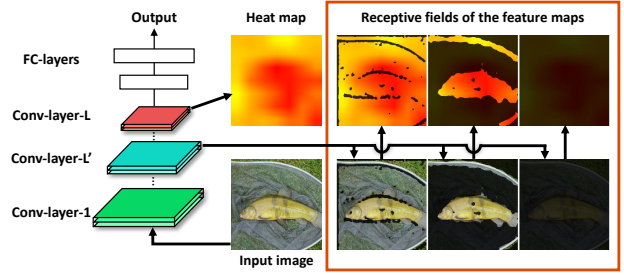 Output
Heat map
Receptive fields of the feature maps
FC-layers
Conv-layer-L
Conv-layer-L'
Conv-layer-1
Input image